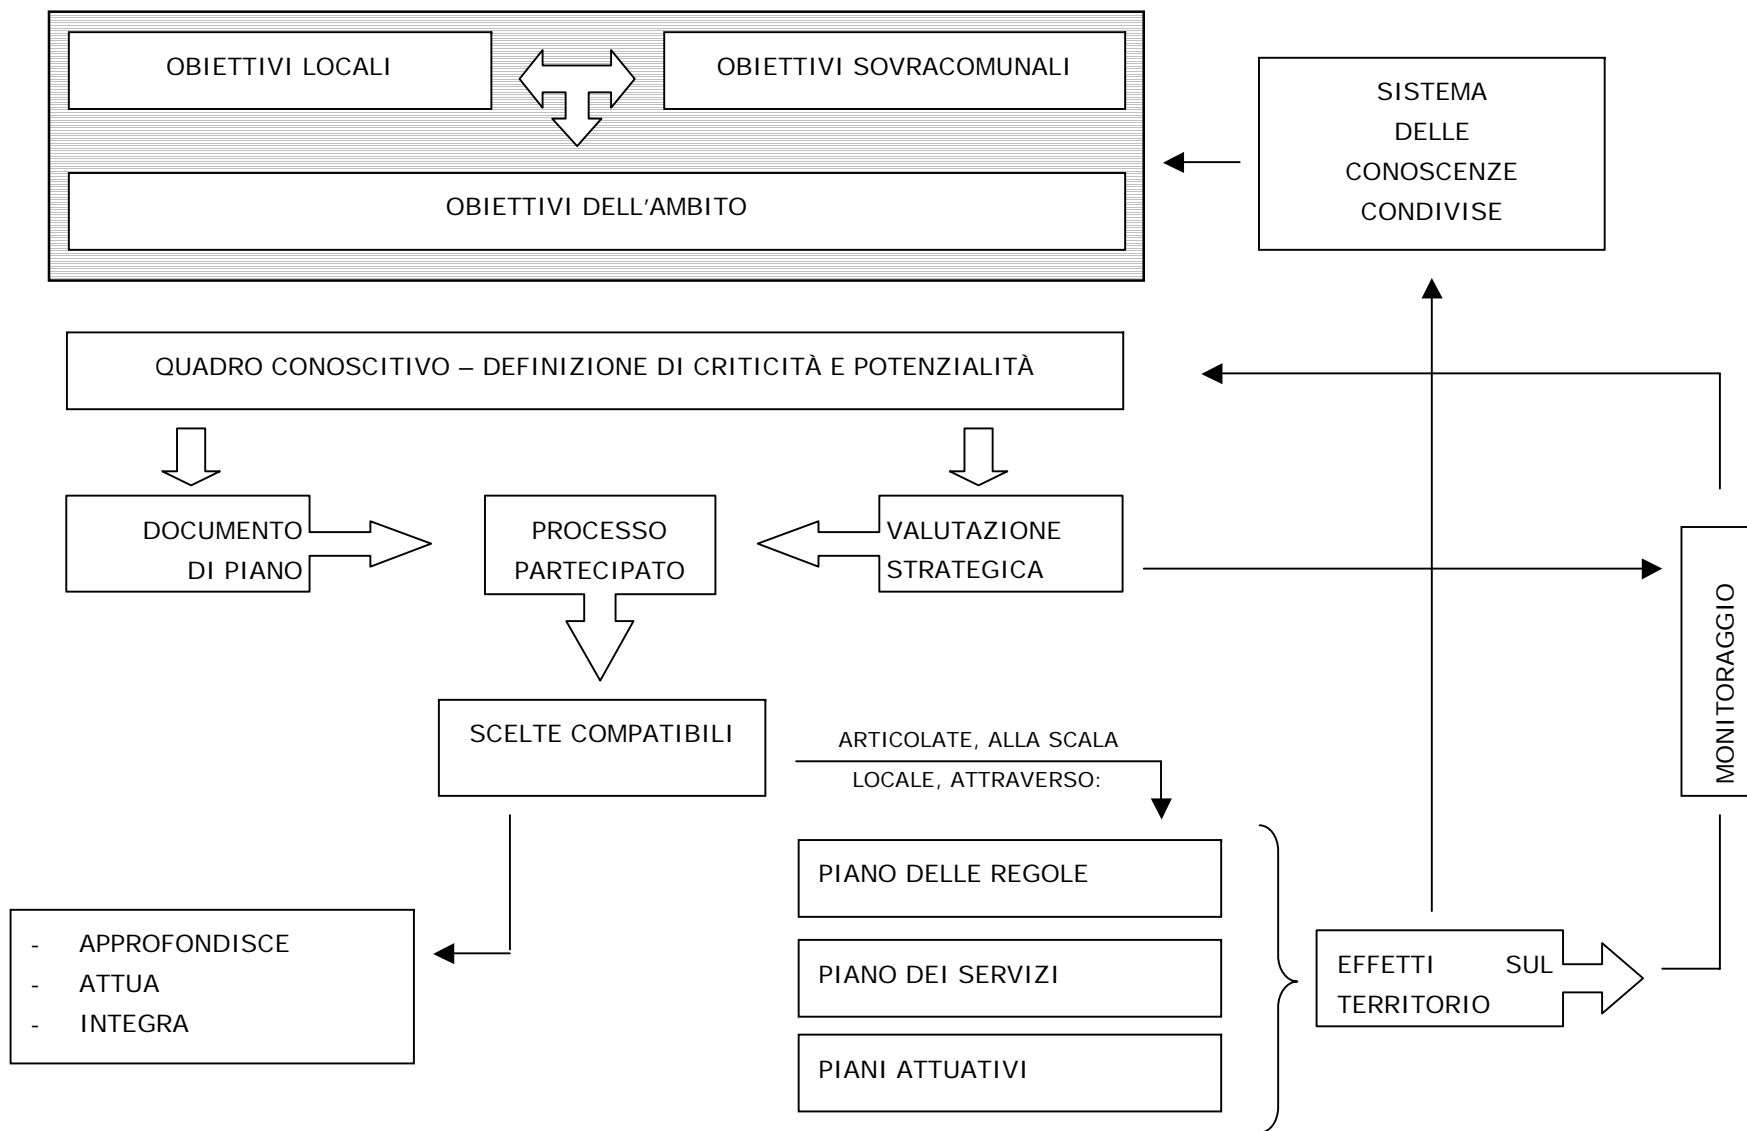 OBIETTIVI LOCALI
OBIETTIVI SOVRACOMUNALI
OBIETTIVI DELL'AMBITO
SISTEMA
DELLE
CONOSCENZE
CONDIVISE
QUADRO CONOSCITIVO – DEFINIZIONE DI CRITICITÀ E POTENZIALITÀ
DOCUMENTO
DI PIANO
PROCESSO
PARTECIPATO
VALUTAZIONE
STRATEGICA
MONITORAGGIO
SCELTE COMPATIBILI
ARTICOLATE, ALLA SCALA
LOCALE, ATTRAVERSO:
- APPROFONDISCE
- ATTUA
- INTEGRA
PIANO DELLE REGOLE
PIANO DEI SERVIZI
PIANI ATTUATIVI
EFFETTI SUL
TERRITORIO